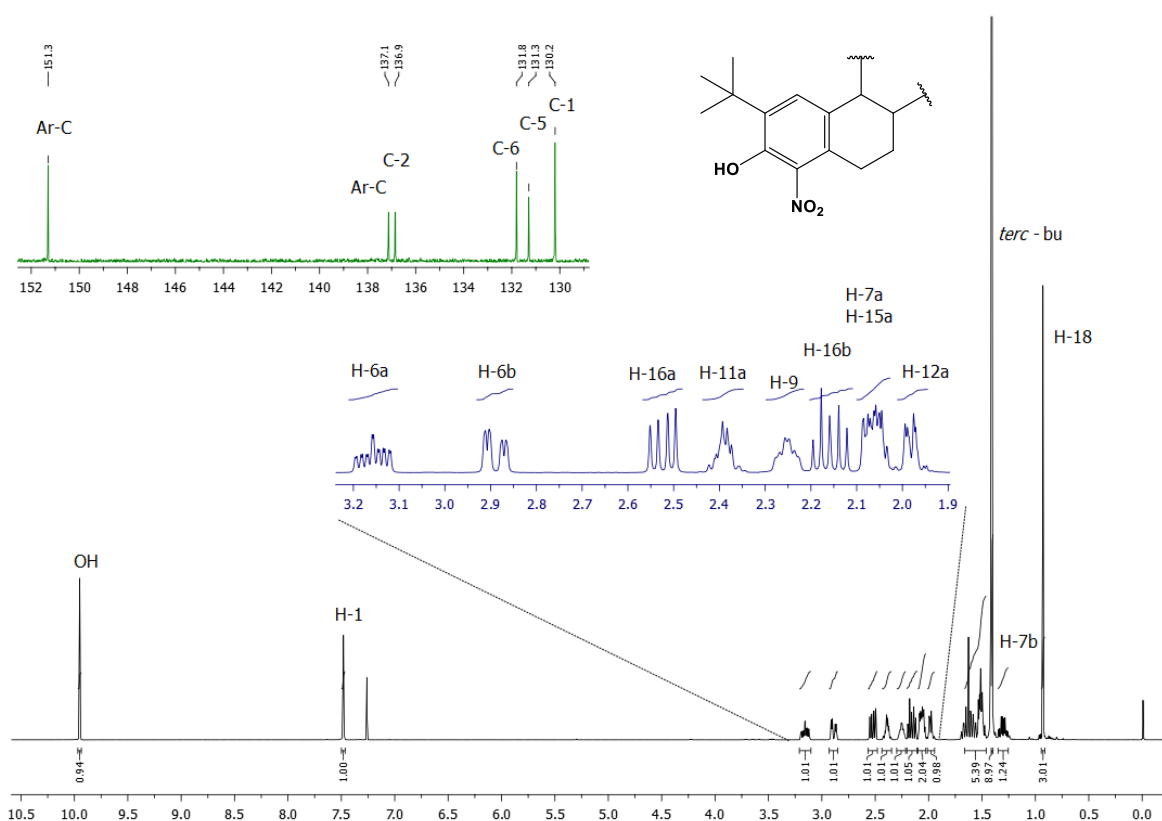 151.3
137.1
136.9
131.8
131.3
130.2
Ar-C
Ar-C
C-2
C-6
C-5
C-1
152 150 148 146 144 142 140 138 136 134 132 130
HO
NO2
terc - bu
H-18
H-7a
H-15a
H-6a
H-6b
H-16a
H-11a
H-9
H-16b
H-12a
3.2 3.1 3.0 2.9 2.8 2.7 2.6 2.5 2.4 2.3 2.2 2.1 2.0 1.9
OH
H-1
H-7b
0.94
1.00
1.01
1.01
1.01
1.01
1.01
1.05
2.04
0.98
5.39
8.97
1.24
3.01
10.5 10.0 9.5 9.0 8.5 8.0 7.5 7.0 6.5 6.0 5.5 5.0 4.5 4.0 3.5 3.0 2.5 2.0 1.5 1.0 0.5 0.0